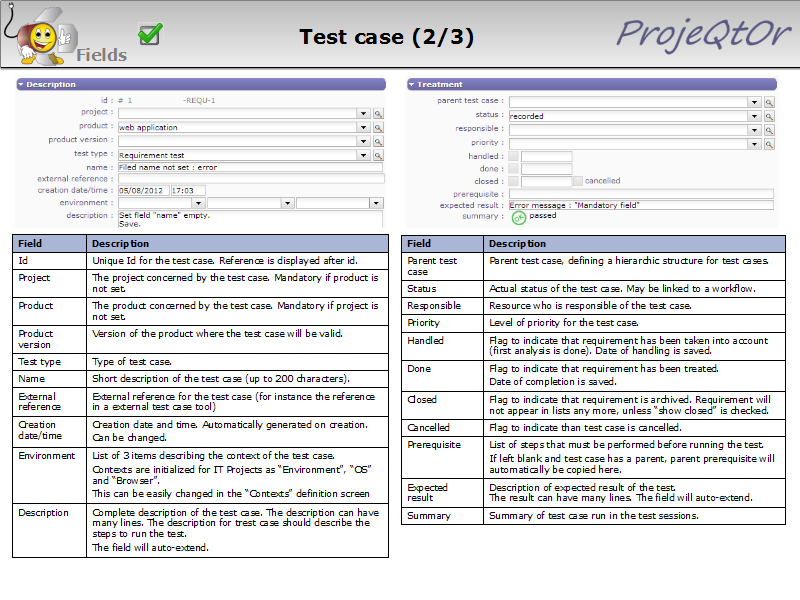 Fields
Test case (2/3)
ProjeQtOr
Description
id : # 1 -REQU-1
project :
product : web application
product version :
test type : Requirement test
name : Filed name not set : error
external reference :
creation date/time : 05/08/2012 17:03
environment :
description : Set field "name" empty.
Save.
Treatment
parent test case :
status : recorded
responsible :
priority :
handled :
done :
closed : cancelled
prerequisite :
expected result : Error message : "Mandatory field"
summary : passed
Field Description
Id Unique Id for the test case. Reference is displayed after id.
Project The project concerned by the test case. Mandatory if product is
not set.
Product The product concerned by the test case. Mandatory if project is
not set.
Product Version of the product where the test case will be valid.
version
Test type Type of test case.
Name Short description of the test case (up to 200 characters).
External External reference for the test case (for instance the reference
reference in a external test case tool)
Creation Creation date and time. Automatically generated on creation.
date/time Can be changed.
Environment List of 3 items describing the context of the test case.
Contexts are initialized for IT Projects as “Environment”, “OS”
and “Browser”.
This can be easily changed in the “Contexts” definition screen
Description Complete description of the test case. The description can have
many lines. The description for trest case should describe the
steps to run the test.
The field will auto-extend.
Field Description
Parent test Parent test case, defining a hierarchic structure for test cases.
case
Status Actual status of the test case. May be linked to a workflow.
Responsible Resource who is responsible of the test case.
Priority Level of priority for the test case.
Handled Flag to indicate that requirement has been taken into account
(first analysis is done). Date of handling is saved.
Done Flag to indicate that requirement has been treated.
Date of completion is saved.
Closed Flag to indicate that requirement is archived. Requirement will
not appear in lists any more, unless “show closed” is checked.
Cancelled Flag to indicate than test case is cancelled.
Prerequisite List of steps that must be performed before running the test.
If left blank and test case has a parent, parent prerequisite will
automatically be copied here.
Expected Description of expected result of the test.
result The result can have many lines. The field will auto-extend.
Summary Summary of test case run in the test sessions.